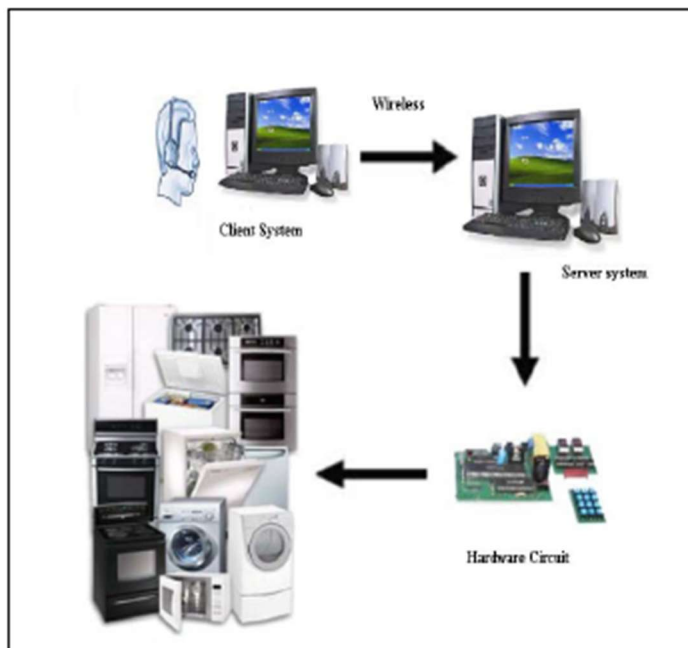 Wireless
Client System
Server system
Hardware Circuit